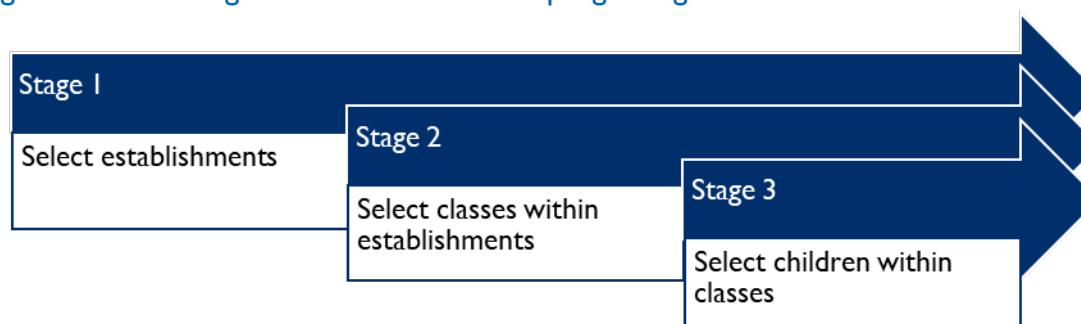 Stage 1
Select establishments
Stage 2
Select classes within
establishments
Stage 3
Select children within
classes